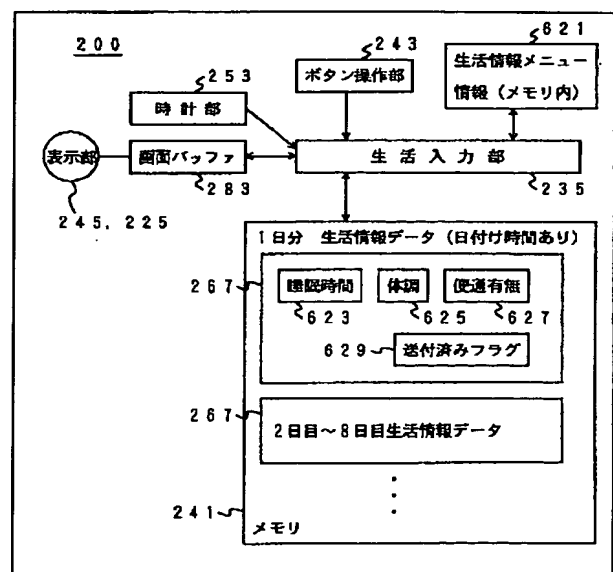 200
243
621
253
ボタン操作部
生活情報メニュー
情報(メモリ内)
時計部
表示部
画面バッファ
生活入力部
245,225
283
235
1日分 生活情報データ(日付け時間あり)
267
睡眠時間
体調
便通有無
623
625
627
629
送付済みフラグ
267
2日目~8日目生活情報データ
241
メモリ